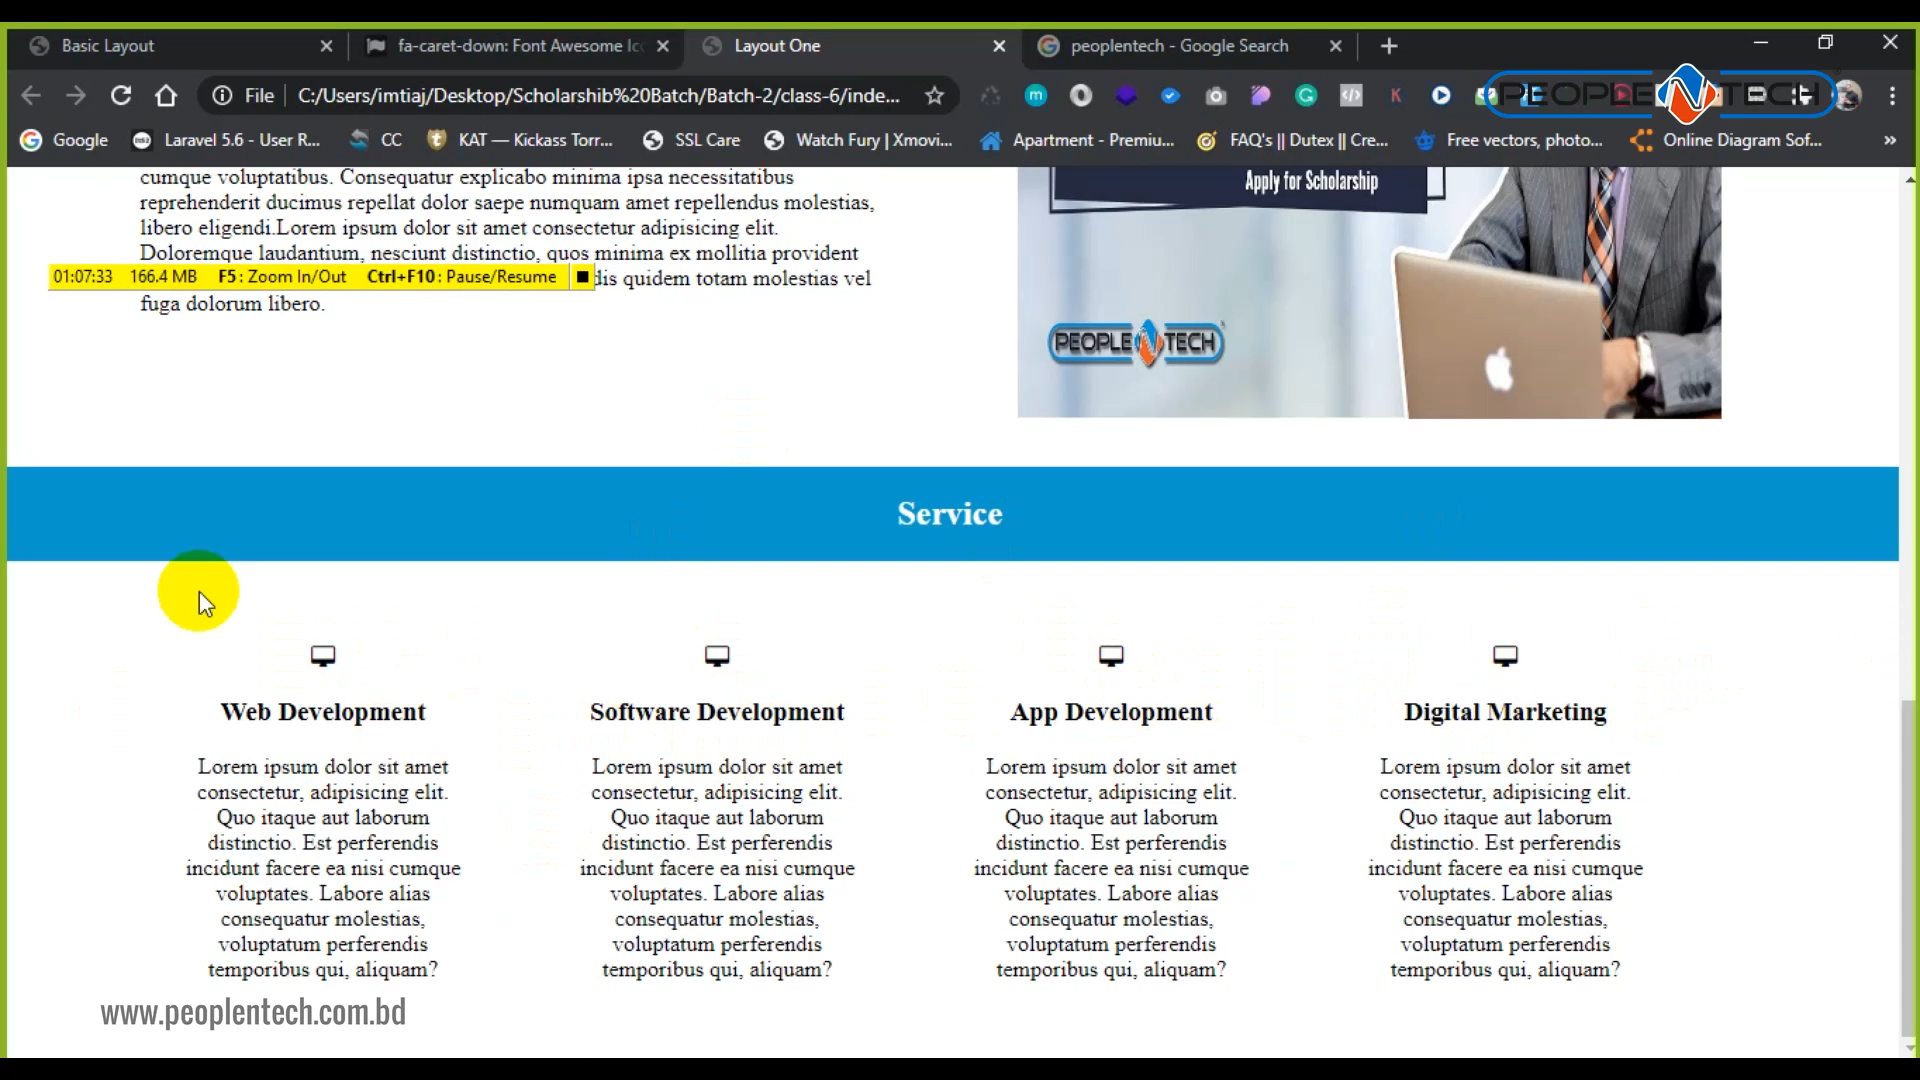 Basic Layout
fa-caret-down: Font Awesome Ic
Layout One
peoplentech - Google Search
File
C:/Users/imtiaj/Desktop/Scholarshib%20Batch/Batch-2/class-6/inde...
PEOPLE N TECH
Google
Laravel 5.6 - User R...
CC
KAT — Kickass Torr...
SSL Care
Watch Fury | Xmovi...
Apartment - Premiu...
FAQ's || Dutex || Cre...
Free vectors, photo...
Online Diagram Sof...
cumque voluptatibus. Consequatur explicabo minima ipsa necessitatibus
reprehenderit ducimus repellat dolor saepe numquam amet repellendus molestias,
libero eligendi.Lorem ipsum dolor sit amet consectetur adipisicing elit.
Doloremque laudantium, nesciunt distinctio, quos minima ex mollitia provident
01:07:33 166.4 MB F5: Zoom In/Out Ctrl+F10: Pause/Resume
dis quidem totam molestias vel
fuga dolorum libero.
Apply for Scholarship
PEOPLE N TECH
Service
Web Development
Lorem ipsum dolor sit amet
consectetur, adipisicing elit.
Quo itaque aut laborum
distinctio. Est perferendis
incidunt facere ea nisi cumque
voluptates. Labore alias
consequatur molestias,
voluptatum perferendis
temporibus qui, aliquam?
Software Development
Lorem ipsum dolor sit amet
consectetur, adipisicing elit.
Quo itaque aut laborum
distinctio. Est perferendis
incidunt facere ea nisi cumque
voluptates. Labore alias
consequatur molestias,
voluptatum perferendis
temporibus qui, aliquam?
App Development
Lorem ipsum dolor sit amet
consectetur, adipisicing elit.
Quo itaque aut laborum
distinctio. Est perferendis
incidunt facere ea nisi cumque
voluptates. Labore alias
consequatur molestias,
voluptatum perferendis
temporibus qui, aliquam?
Digital Marketing
Lorem ipsum dolor sit amet
consectetur, adipisicing elit.
Quo itaque aut laborum
distinctio. Est perferendis
incidunt facere ea nisi cumque
voluptates. Labore alias
consequatur molestias,
voluptatum perferendis
temporibus qui, aliquam?
www.peoplentech.com.bd